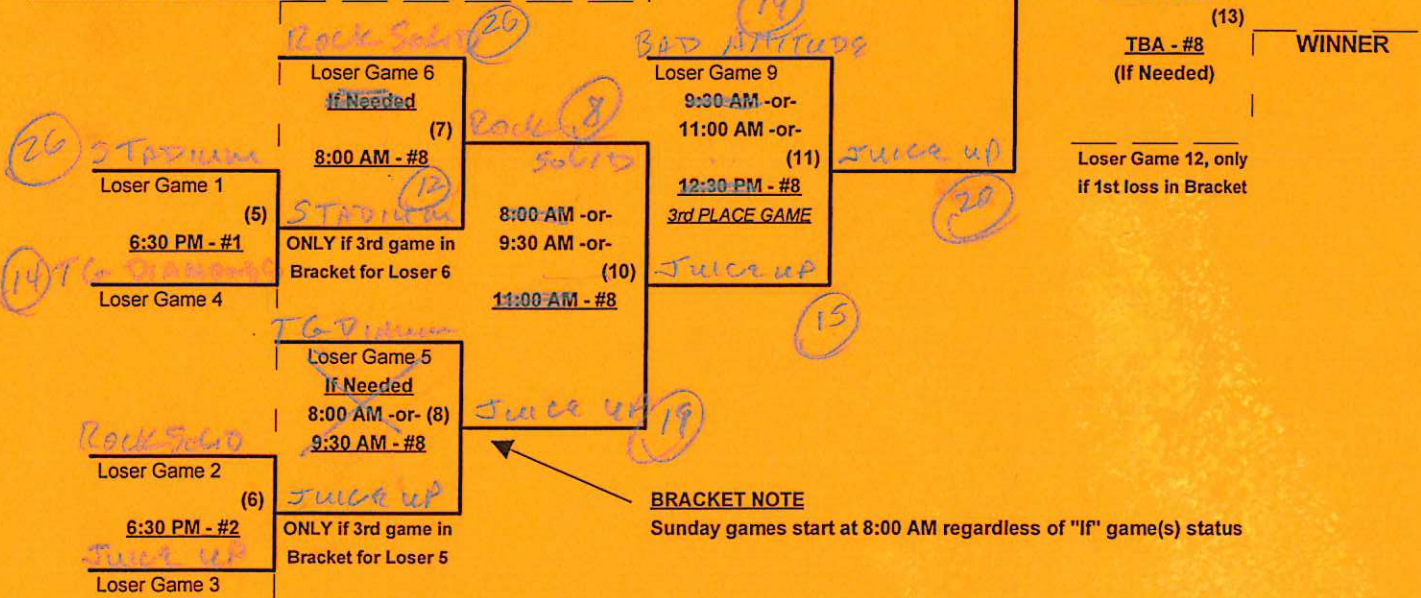 ROCK SOLID 26
Loser Game 6
If Needed
(7)
8:00 AM - #8
12
STADIUM
ONLY if 3rd game in
Bracket for Loser 6
26 STADIUM
Loser Game 1
(5)
6:30 PM - #1
14 TG DIAMONDS
Loser Game 4
TG
Loser Game 5
If Needed
8:00 AM -or- (8)
9:30 AM - #8
ROCK SOLID
Loser Game 2
(6)
6:30 PM - #2
JUICE UP
Loser Game 3
JUICE UP
ONLY if 3rd game in
Bracket for Loser 5
ROCK 8
SOLID
8:00 AM -or-
9:30 AM -or-
(10)
11:00 AM - #8
JUICE UP 19
BRACKET NOTE
Sunday games start at 8:00 AM regardless of "If" game(s) status
14
BAD ATTITUDE
Loser Game 9
9:30 AM -or-
11:00 AM -or-
(11)
12:30 PM - #8
3rd PLACE GAME
JUICE UP
15
JUICE UP
20
(13)
TBA - #8
(If Needed)
WINNER
Loser Game 12, only
if 1st loss in Bracket